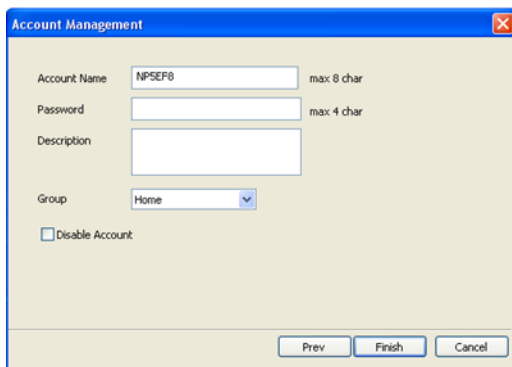 Account Management
Account Name NPSEF8 max 8 char
Password max 4 char
Description
Group Home
Disable Account
Prev Finish Cancel